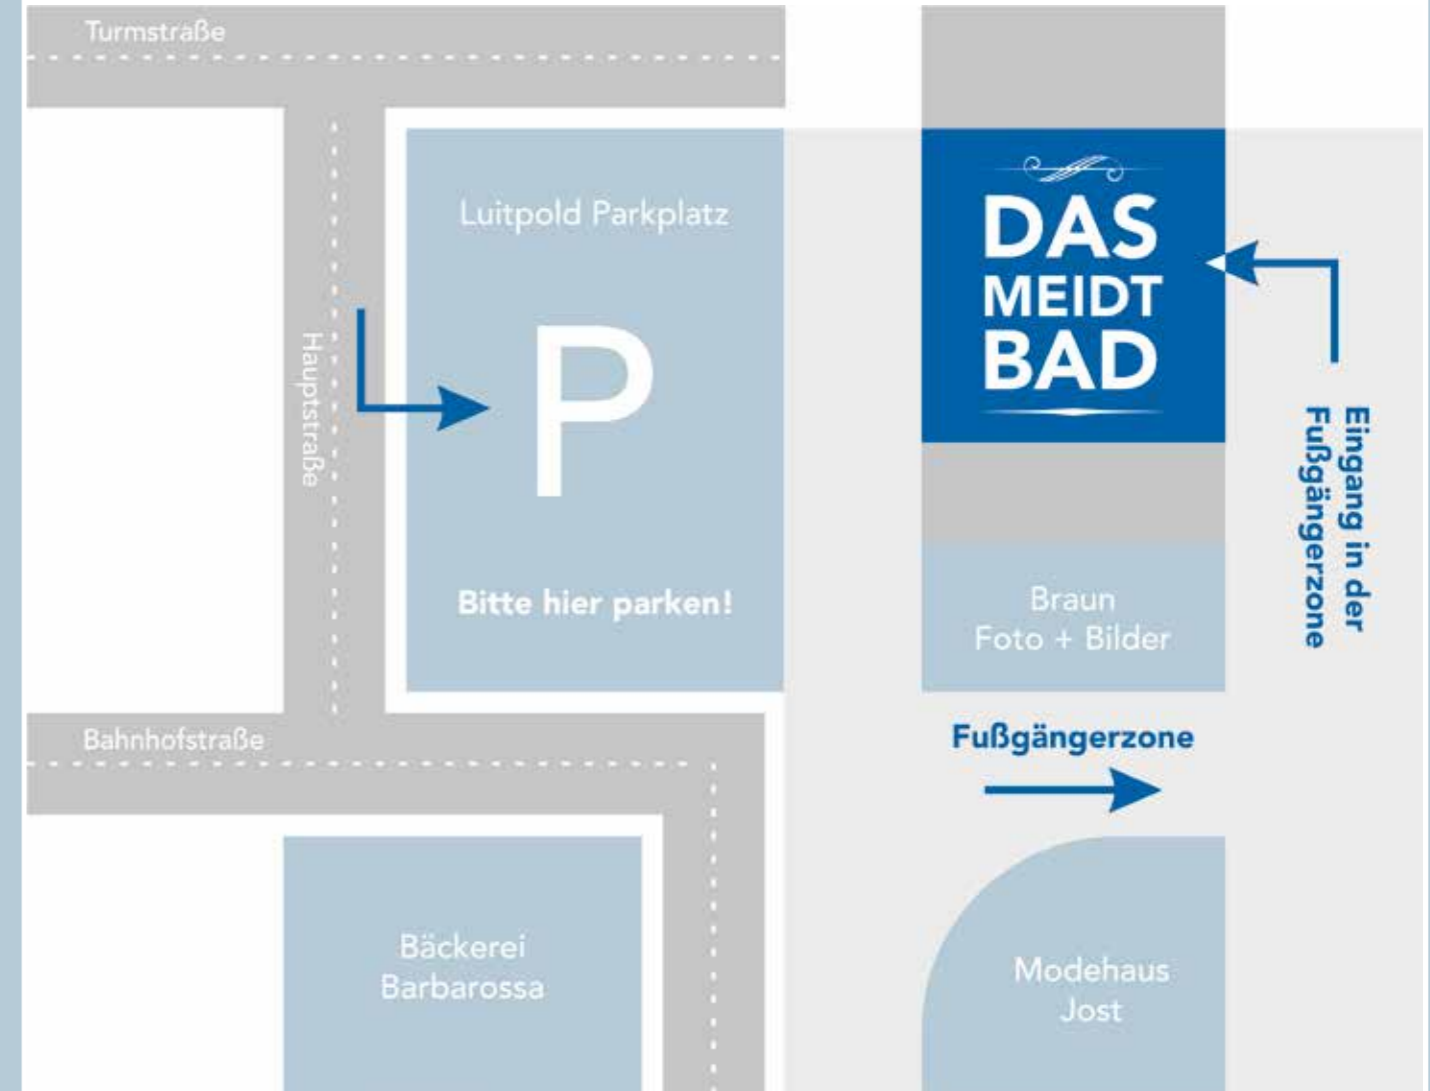 Turmstraße
Luitpold Parkplatz
P
Bitte hier parken!
Hauptstraße
DAS
MEIDT
BAD
Eingang in der
Fußgängerzone
Braun
Foto + Bilder
Bahnhofstraße
Fußgängerzone
Bäckerei
Barbarossa
Modehaus
Jost